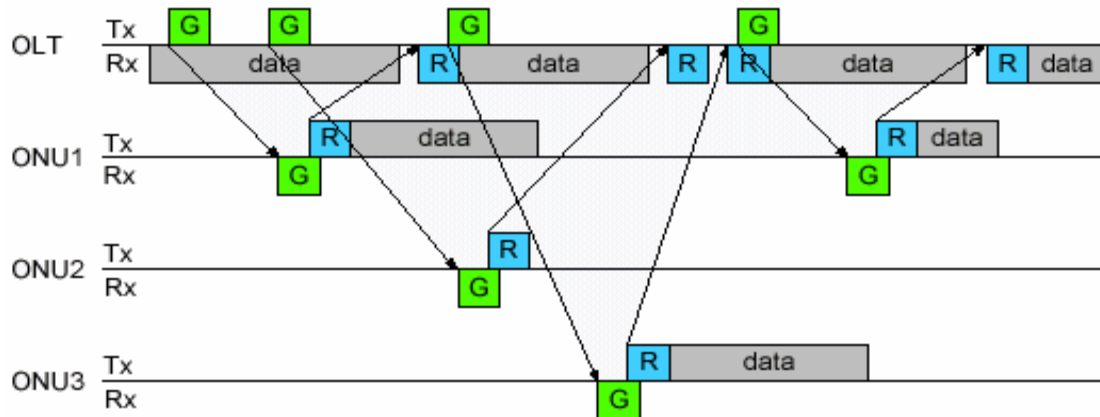 G G G G
OLT Tx
Rx data R data R R data R data
ONU1 Tx R data R data
Rx G G
ONU2 Tx R
Rx G
ONU3 Tx R data
Rx G